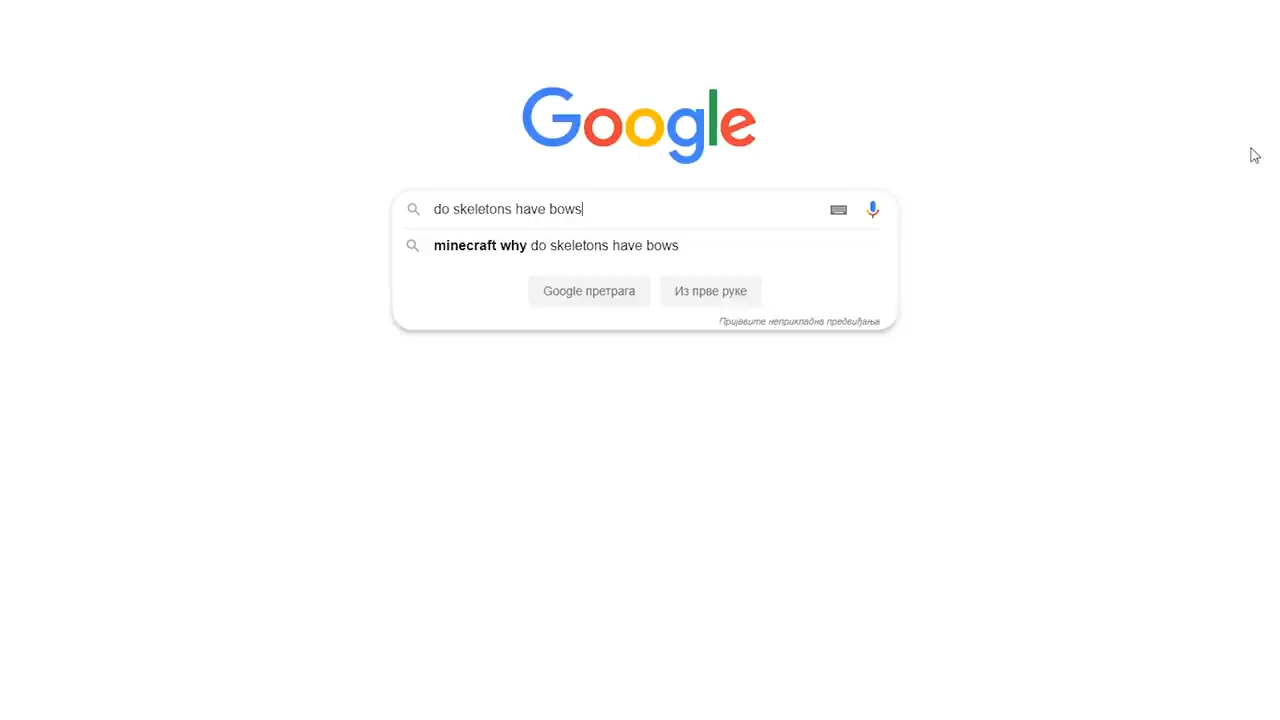 Google
do skeletons have bows
minecraft why do skeletons have bows
Google претрага
Из прве руке
Пријавите неприкладна предвиђања